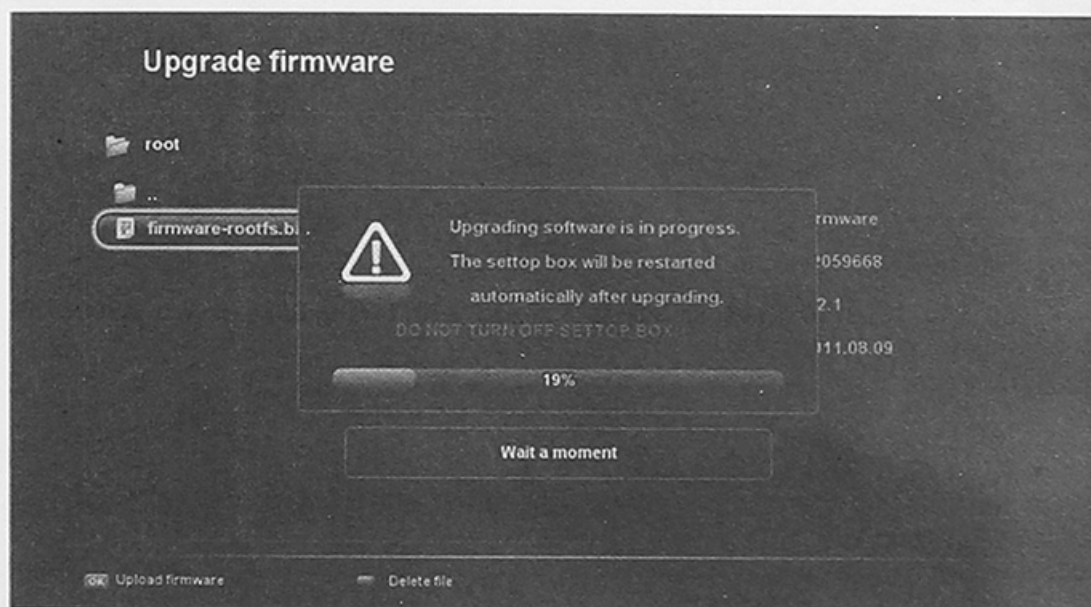 Upgrade firmware
root
..
firmware-rootfs.b...
rmware
Upgrading software is in progress.
The settop box will be restarted
automatically after upgrading.
DO NOT TURN OFF SETTOP BOX
059668
2.1
011.08.09
19%
Wait a moment
OK Upload firmware
Delete file